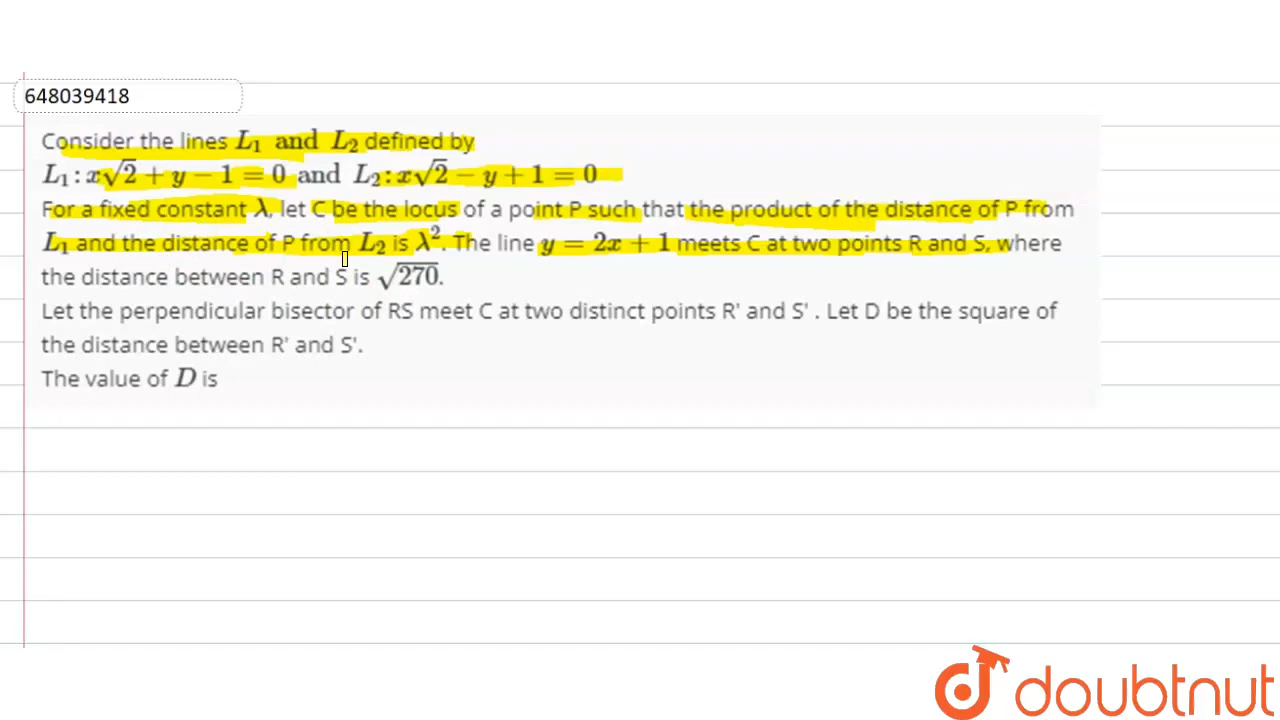 648039418
Consider the lines L₁ and L₂ defined by
L₁ : x√2 + y − 1 = 0 and L₂ : x√2 − y + 1 = 0
For a fixed constant λ, let C be the locus of a point P such that the product of the distance of P from
L₁ and the distance of P from L₂ is λ². The line y = 2x + 1 meets C at two points R and S, where
the distance between R and S is √270.
Let the perpendicular bisector of RS meet C at two distinct points R' and S' . Let D be the square of
the distance between R' and S'.
The value of D is
doubtnut